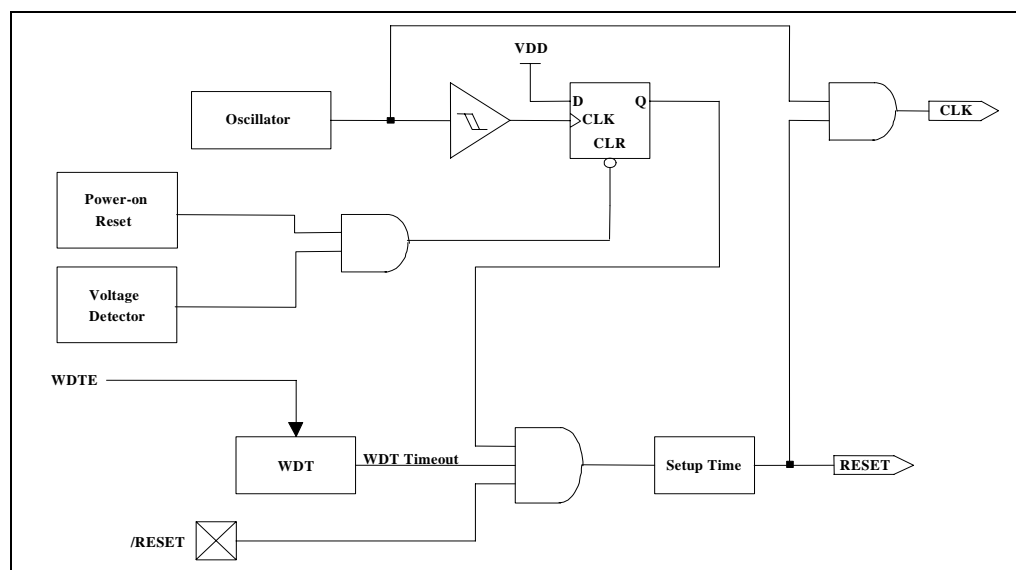 VDD
D
Q
Oscillator
CLK
CLR
CLK
Power-on
Reset
Voltage
Detector
WDTE
WDT
WDT Timeout
Setup Time
RESET
/RESET